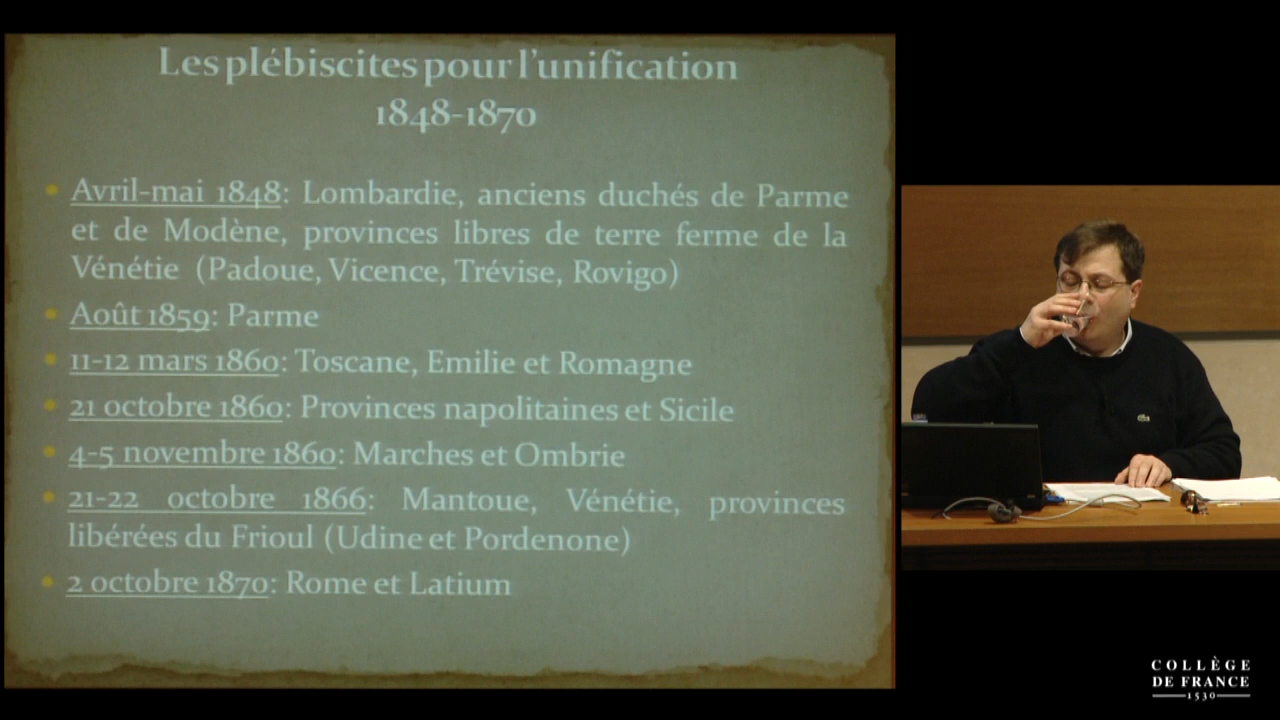 Les plébiscites pour l'unification
1848-1870
• Avril-mai 1848: Lombardie, anciens duchés de Parme
et de Modène, provinces libres de terre ferme de la
Vénétie (Padoue, Vicence, Trévise, Rovigo)
• Août 1859: Parme
• 11-12 mars 1860: Toscane, Emilie et Romagne
• 21 octobre 1860: Provinces napolitaines et Sicile
• 4-5 novembre 1860: Marches et Ombrie
• 21-22 octobre 1866: Mantoue, Vénétie, provinces
libérées du Frioul (Udine et Pordenone)
• 2 octobre 1870: Rome et Latium
COLLÈGE
DE FRANCE
1530